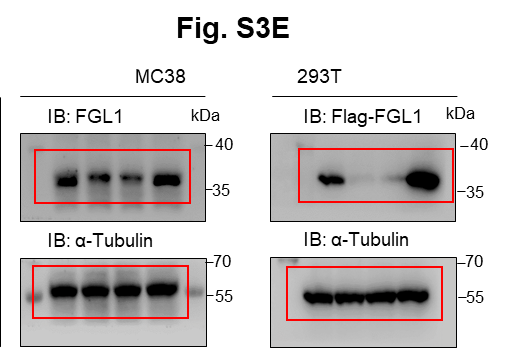 Fig. S3E
MC38
293T
IB: FGL1
kDa
IB: Flag-FGL1
kDa
40
35
40
35
IB: α-Tubulin
70
55
IB: α-Tubulin
70
55